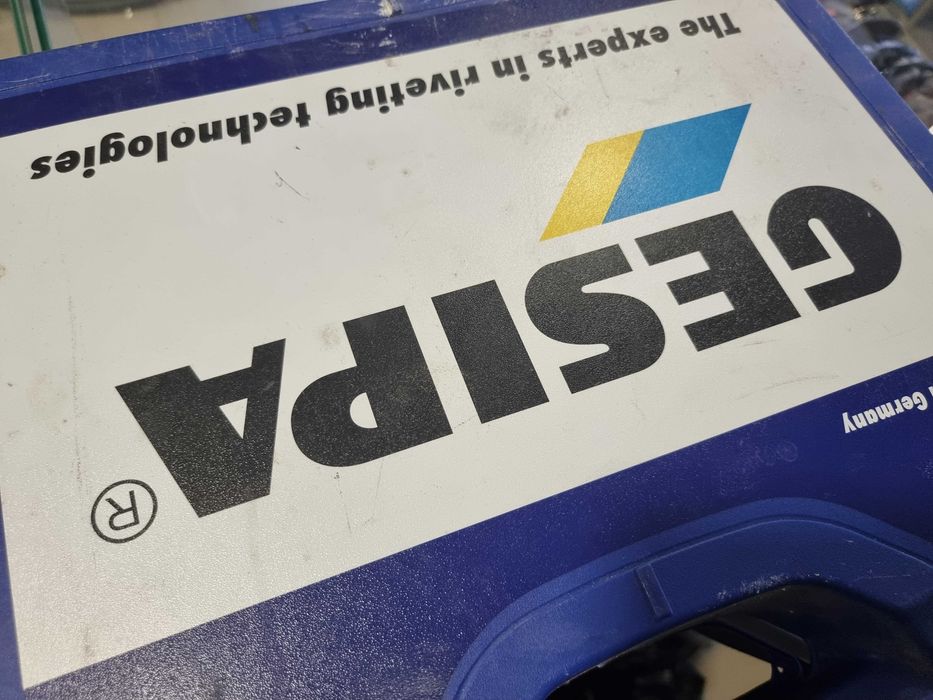 Germany
GESIPA®
The experts in riveting technologies